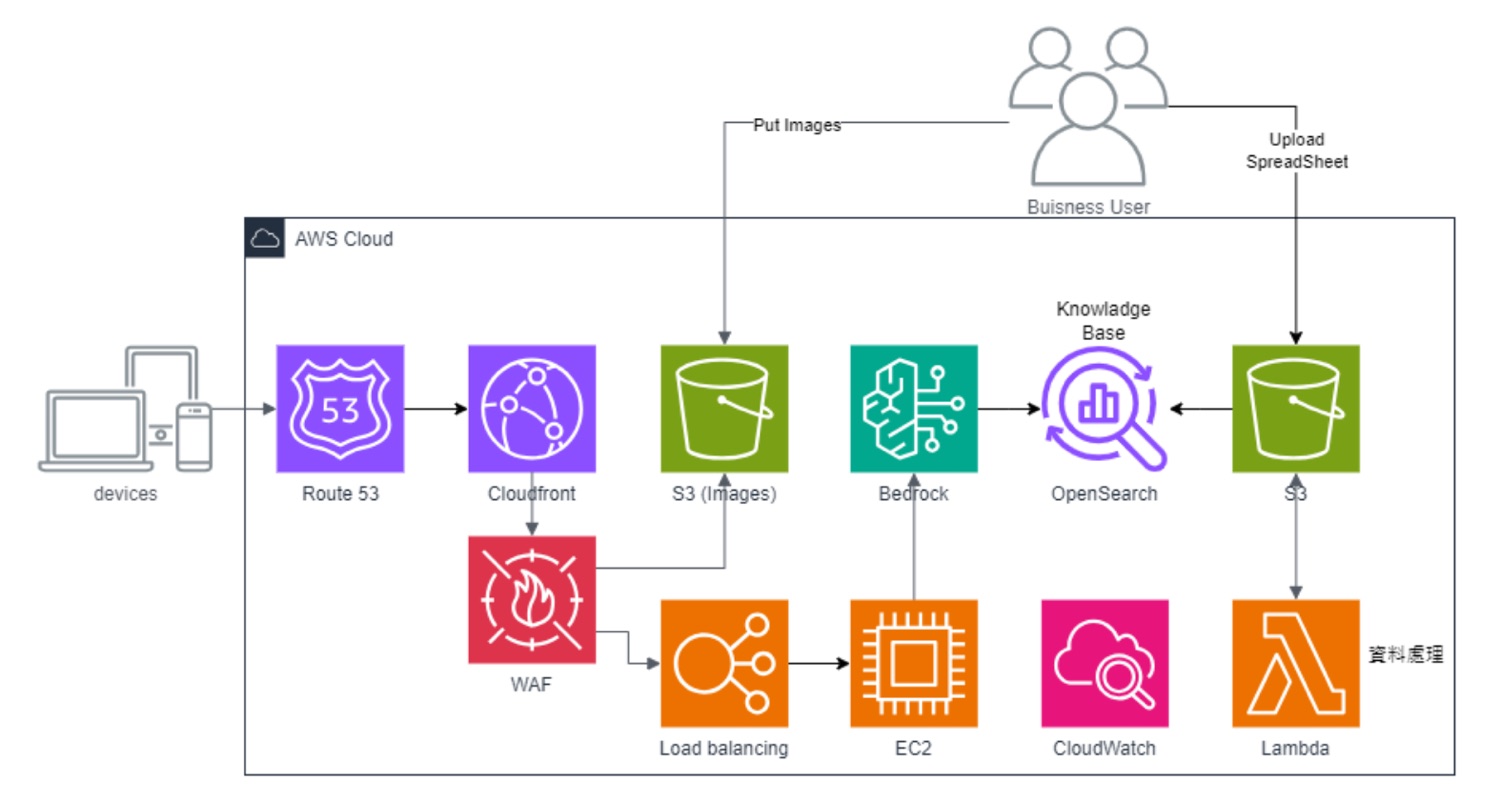 Put Images
Upload
SpreadSheet
Buisness User
AWS Cloud
Knowladge
Base
53
devices
Route 53
Cloudfront
S3 (Images)
Bedrock
OpenSearch
S3
WAF
資料處理
Load balancing
EC2
CloudWatch
Lambda